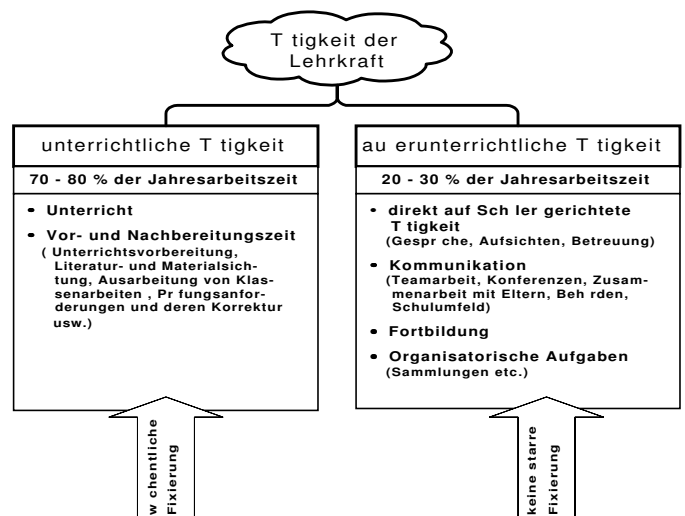 T tigkeit der
Lehrkraft
unterrichtliche T tigkeit
70 - 80 % der Jahresarbeitszeit
• Unterricht
• Vor- und Nachbereitungszeit
( Unterrichtsvorbereitung,
Literatur- und Materialsich-
tung, Ausarbeitung von Klas-
senarbeiten , Pr fungsanfor-
derungen und deren Korrektur
usw.)
w chentliche
Fixierung
au erunterrichtliche T tigkeit
20 - 30 % der Jahresarbeitszeit
• direkt auf Sch ler gerichtete
T tigkeit
(Gespr che, Aufsichten, Betreuung)
• Kommunikation
(Teamarbeit, Konferenzen, Zusam-
menarbeit mit Eltern, Beh rden,
Schulumfeld)
• Fortbildung
• Organisatorische Aufgaben
(Sammlungen etc.)
keine starre
Fixierung